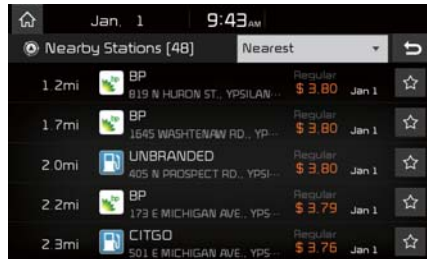 Jan. 1 9:43AM
Nearby Stations [48] Nearest
1.2mi BP Regular
819 N HURON ST., YPSILAN··· $ 3.80 Jan 1
1.7mi BP Regular
1645 WASHTENAW RD., YP··· $ 3.80 Jan 1
2.0mi UNBRANDED Regular
405 N PROSPECT RD., YPSI··· $ 3.80 Jan 1
2.2mi BP Regular
173 E MICHIGAN AVE., YPS··· $ 3.79 Jan 1
2.3mi CITGO Regular
501 E MICHIGAN AVE., YPS··· $ 3.76 Jan 1